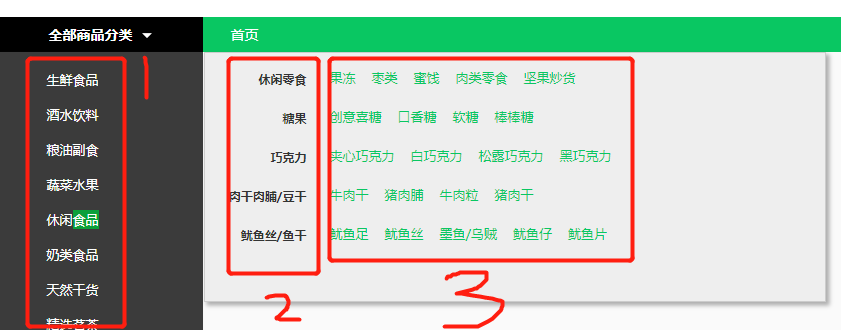 全部商品分类
首页
1
生鲜食品
酒水饮料
粮油副食
蔬菜水果
休闲食品
奶类食品
天然干货
精选茗茶
休闲零食 果冻 枣类 蜜饯 肉类零食 坚果炒货
糖果 创意喜糖 口香糖 软糖 棒棒糖
巧克力 夹心巧克力 白巧克力 松露巧克力 黑巧克力
肉干肉脯/豆干 牛肉干 猪肉脯 牛肉粒 猪肉干
鱿鱼丝/鱼干 鱿鱼足 鱿鱼丝 墨鱼/乌贼 鱿鱼仔 鱿鱼片
2
3